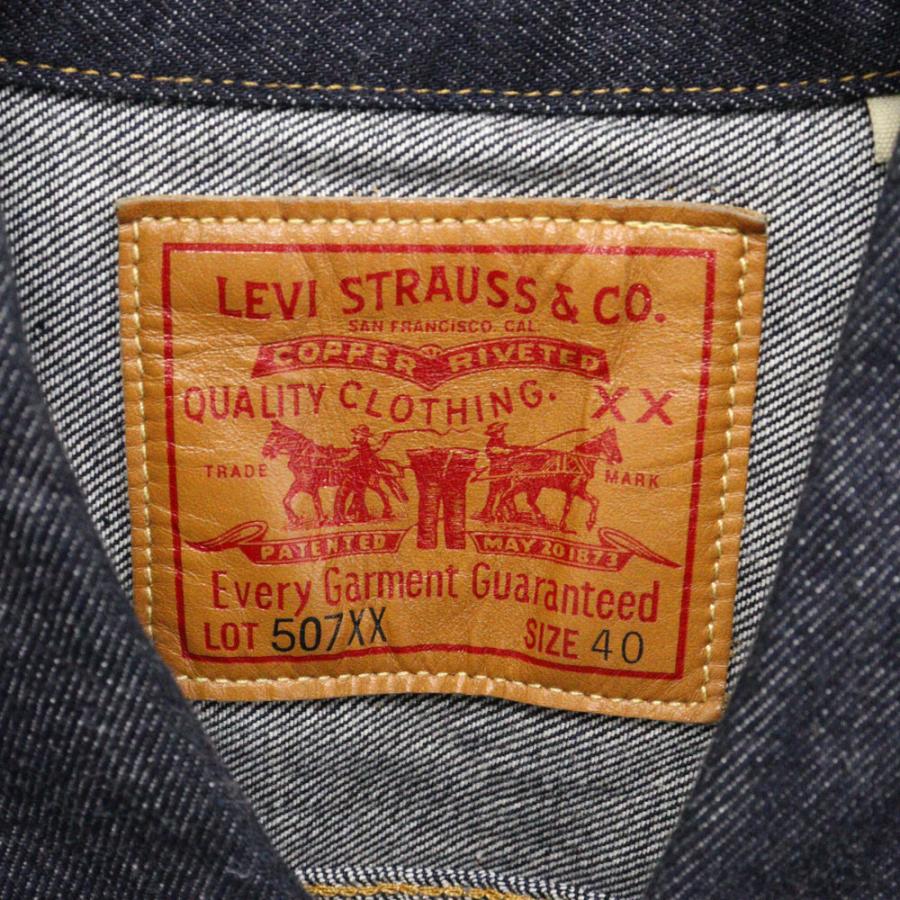 LEVI STRAUSS & CO.
SAN FRANCISCO. CAL.
COPPER RIVETED
QUALITY CLOTHING. XX
TRADE MARK
PATENTED MAY 20 1873
Every Garment Guaranteed
LOT 507XX SIZE 40